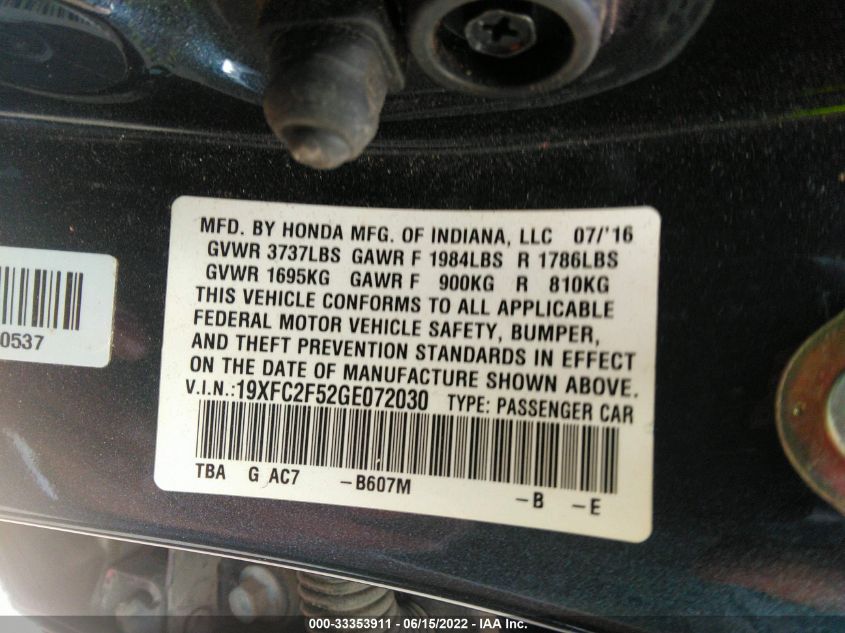 MFD. BY HONDA MFG. OF INDIANA, LLC 07/'16
GVWR 3737LBS GAWR F 1984LBS R 1786LBS
GVWR 1695KG GAWR F 900KG R 810KG
THIS VEHICLE CONFORMS TO ALL APPLICABLE
FEDERAL MOTOR VEHICLE SAFETY, BUMPER,
AND THEFT PREVENTION STANDARDS IN EFFECT
ON THE DATE OF MANUFACTURE SHOWN ABOVE.
V.I.N.:19XFC2F52GE072030 TYPE: PASSENGER CAR
TBA G AC7 -B607M -B -E
0537
000-33353911 - 06/15/2022 - IAA Inc.